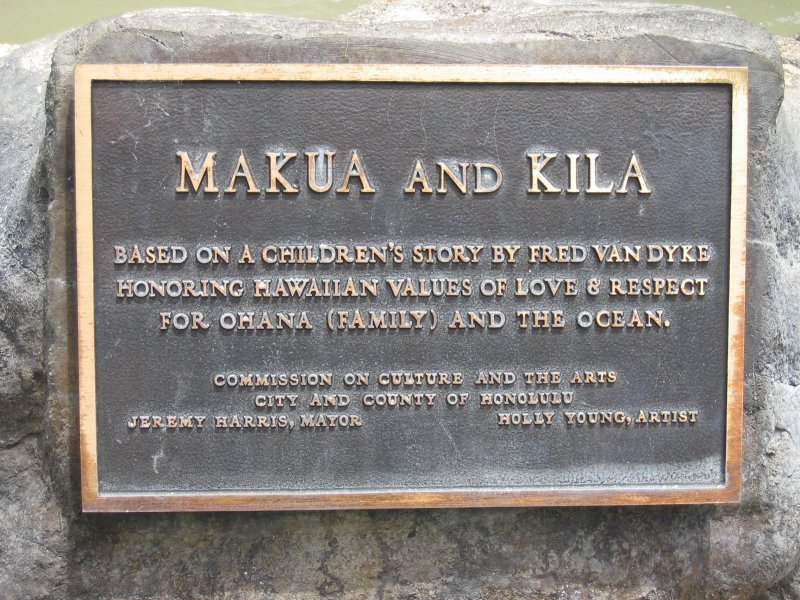 MAKUA AND KILA
BASED ON A CHILDREN'S STORY BY FRED VAN DYKE
HONORING HAWAIIAN VALUES OF LOVE & RESPECT
FOR OHANA (FAMILY) AND THE OCEAN.
COMMISSION ON CULTURE AND THE ARTS
CITY AND COUNTY OF HONOLULU
JEREMY HARRIS, MAYOR HOLLY YOUNG, ARTIST